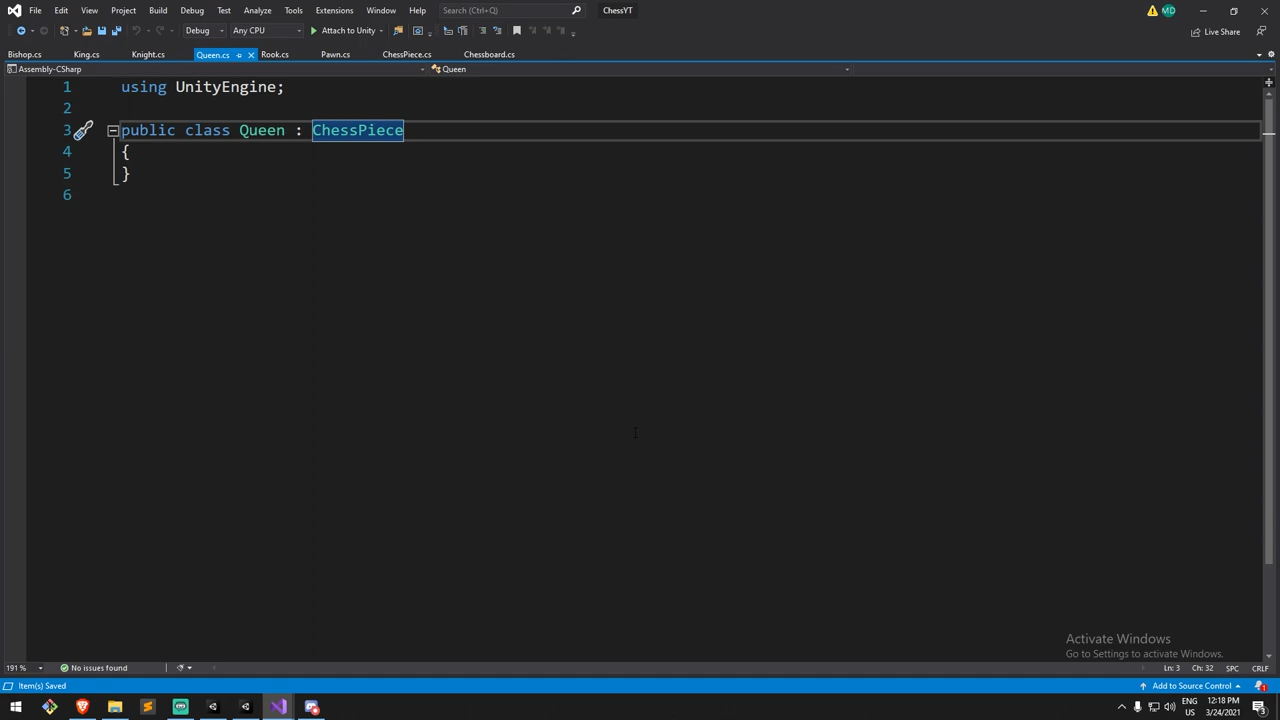 File Edit View Project Build Debug Test Analyze Tools Extensions Window Help Search (Ctrl+Q) ChessYT MD
Debug Any CPU Attach to Unity Live Share
Bishop.cs King.cs Knight.cs Queen.cs Rook.cs Pawn.cs ChessPiece.cs Chessboard.cs
Assembly-CSharp Queen
1 using UnityEngine;
2
3 public class Queen : ChessPiece
4 {
5 }
6
Activate Windows
Go to Settings to activate Windows.
191 % No issues found Ln: 3 Ch: 32 SPC CRLF
Item(s) Saved Add to Source Control 1
ENG 12:18 PM
US 3/24/2021 3